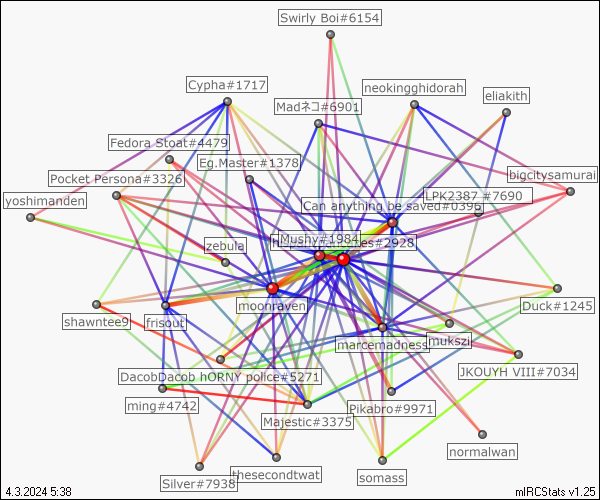 Swirly Boi#6154
Cypha#1717
neokingghidorah
eliakith
Madネコ#6901
Fedora Stoat#4479
Eg.Master#1378
bigcitysamurai
Pocket Persona#3326
LPK2387 #7690
yoshimanden
Can anything be saved#0396
zebula
Mushy#1984
#2928
moonraven
Duck#1245
shawntee9
frisout
marcemadness
mukszi
DacobDacob hORNY police#5271
JKOUYH VIII#7034
ming#4742
Majestic#3375
Pikabro#9971
normalwan
Silver#7938
thesecondtwat
somass
4.3.2024 5:38
mIRCStats v1.25